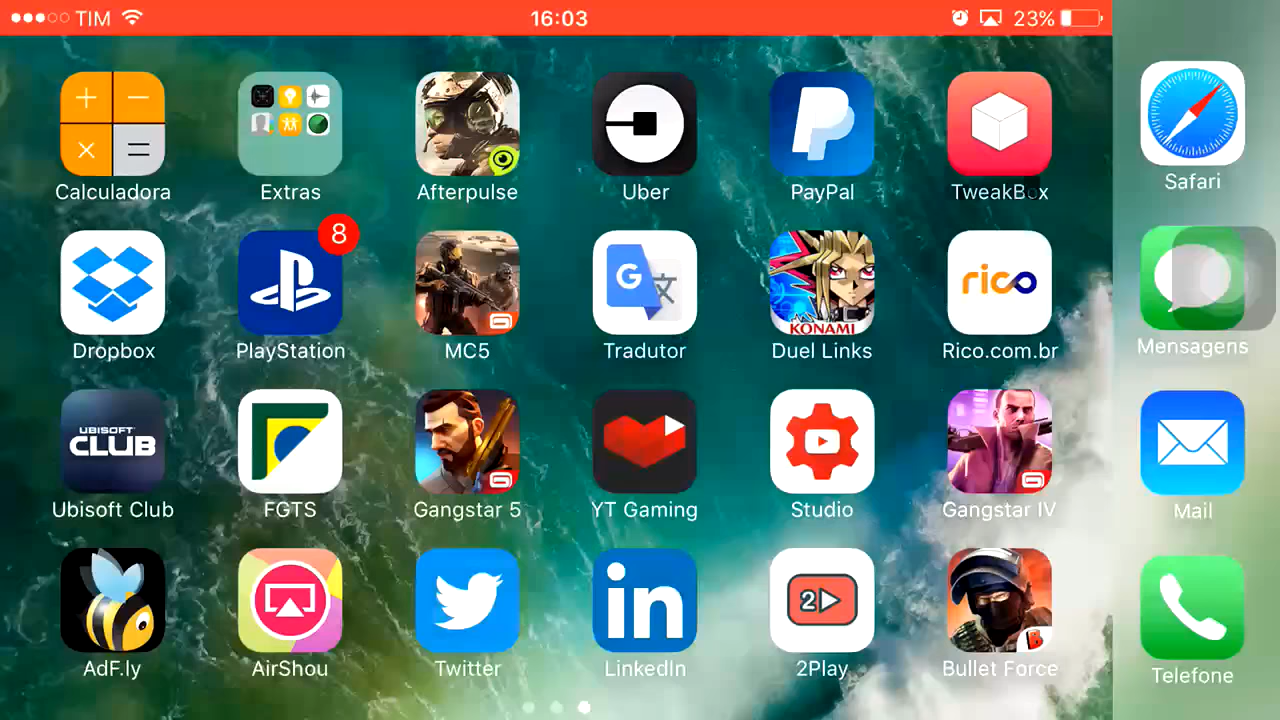 TIM 16:03 23%
Calculadora Extras Afterpulse Uber PayPal TweakBox Safari
8
KONAMI
rico
Dropbox PlayStation MC5 Tradutor Duel Links Rico.com.br Mensagens
UBISOFT
CLUB
Ubisoft Club FGTS Gangstar 5 YT Gaming Studio Gangstar IV Mail
in
2
AdF.ly AirShou Twitter LinkedIn 2Play Bullet Force Telefone